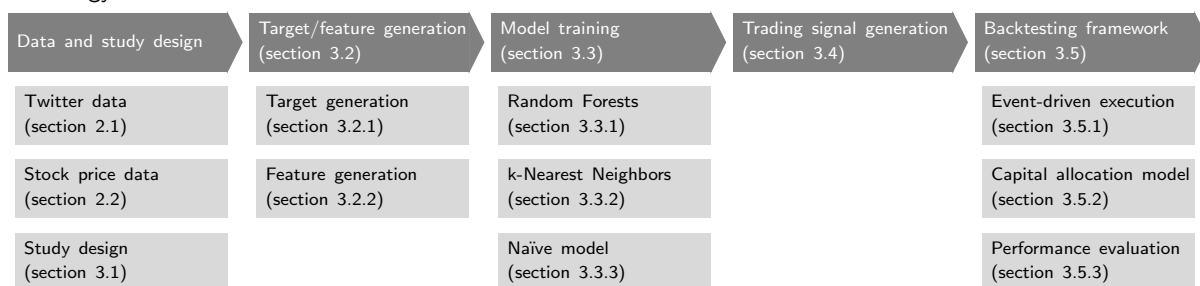 Data and study design
Target/feature generation
(section 3.2)
Model training
(section 3.3)
Trading signal generation
(section 3.4)
Backtesting framework
(section 3.5)
Twitter data
(section 2.1)
Stock price data
(section 2.2)
Study design
(section 3.1)
Target generation
(section 3.2.1)
Feature generation
(section 3.2.2)
Random Forests
(section 3.3.1)
k-Nearest Neighbors
(section 3.3.2)
Naïve model
(section 3.3.3)
Event-driven execution
(section 3.5.1)
Capital allocation model
(section 3.5.2)
Performance evaluation
(section 3.5.3)